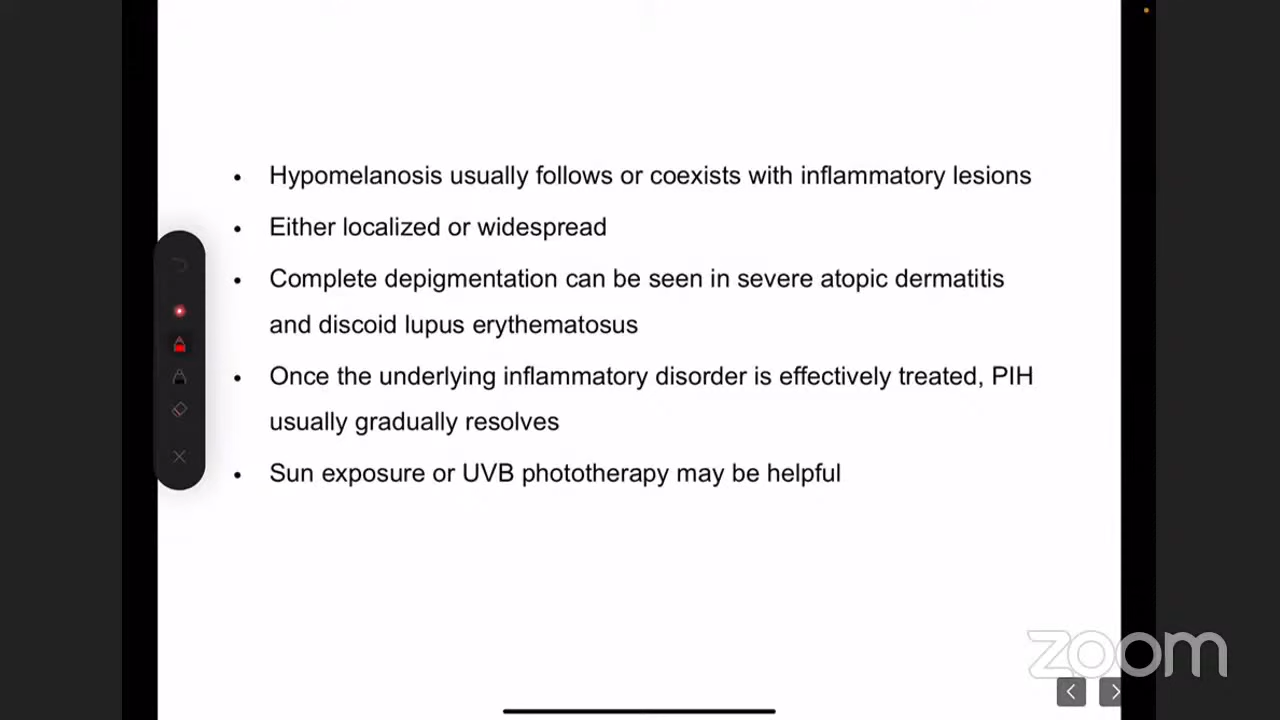 • Hypomelanosis usually follows or coexists with inflammatory lesions
• Either localized or widespread
• Complete depigmentation can be seen in severe atopic dermatitis
and discoid lupus erythematosus
• Once the underlying inflammatory disorder is effectively treated, PIH
usually gradually resolves
• Sun exposure or UVB phototherapy may be helpful
zoom